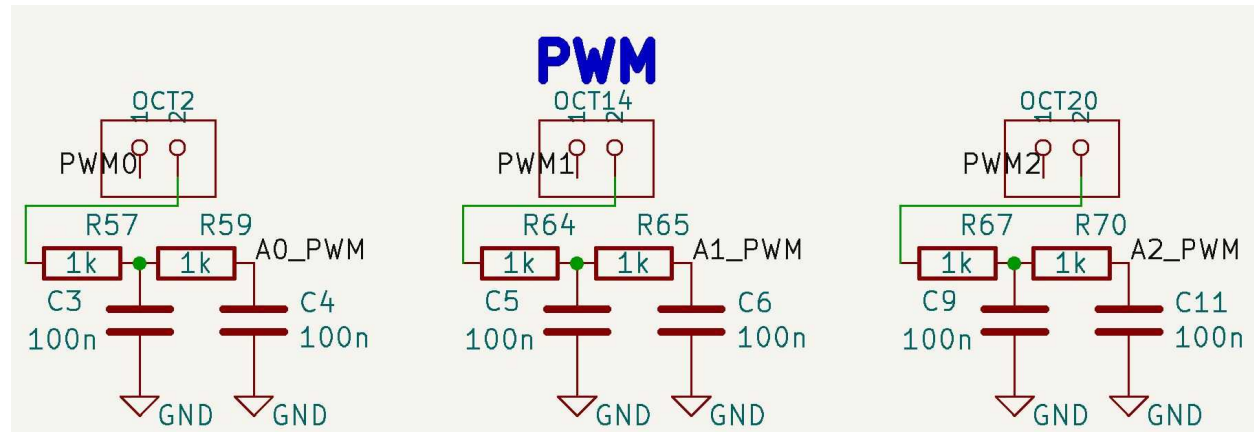 PWM
OCT2 OCT14 OCT20
1 2 1 2 1 2
PWM0 PWM1 PWM2
R57 R59 R64 R65 R67 R70
1k 1k A0_PWM 1k 1k A1_PWM 1k 1k A2_PWM
C3 C4 C5 C6 C9 C11
100n 100n 100n 100n 100n 100n
GND GND GND GND GND GND